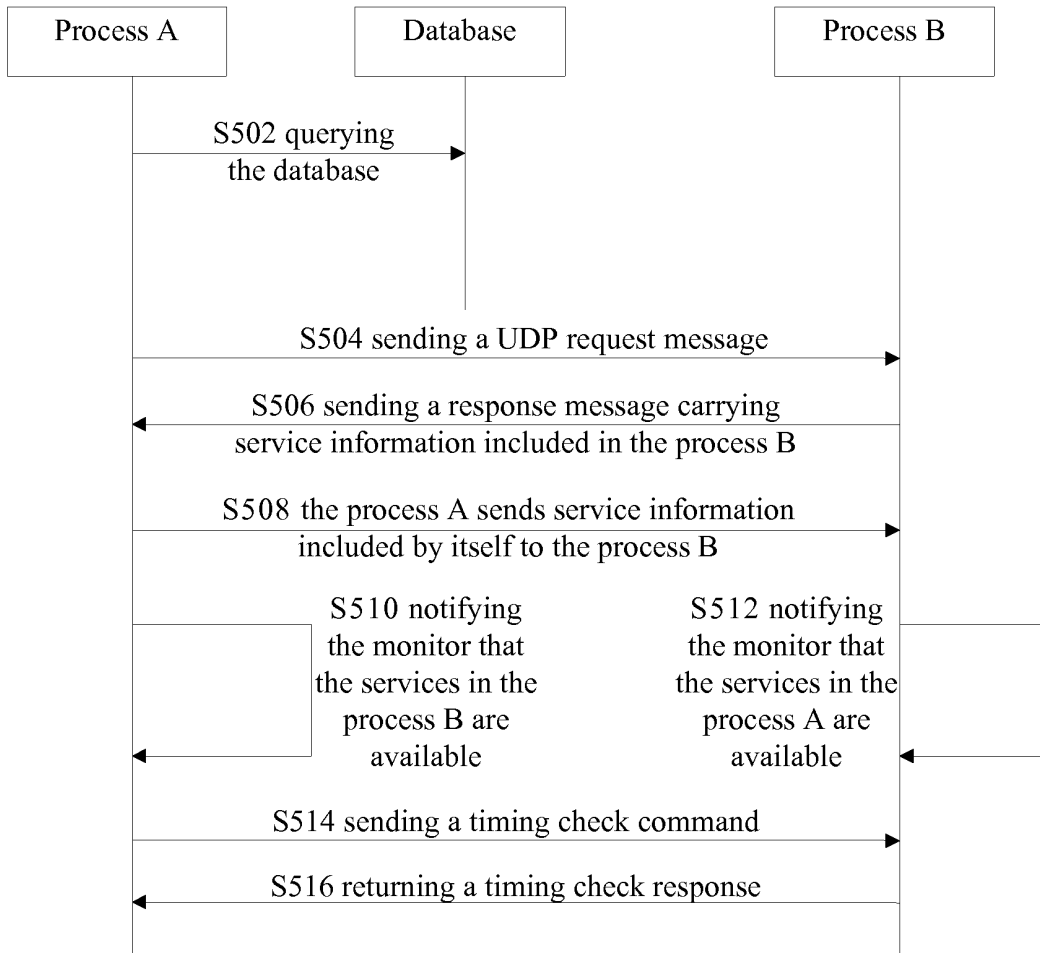 Process A
Database
Process B
S502 querying
the database
S504 sending a UDP request message
S506 sending a response message carrying
service information included in the process B
S508 the process A sends service information
included by itself to the process B
S510 notifying
the monitor that
the services in the
process B are
available
S512 notifying
the monitor that
the services in the
process A are
available
S514 sending a timing check command
S516 returning a timing check response